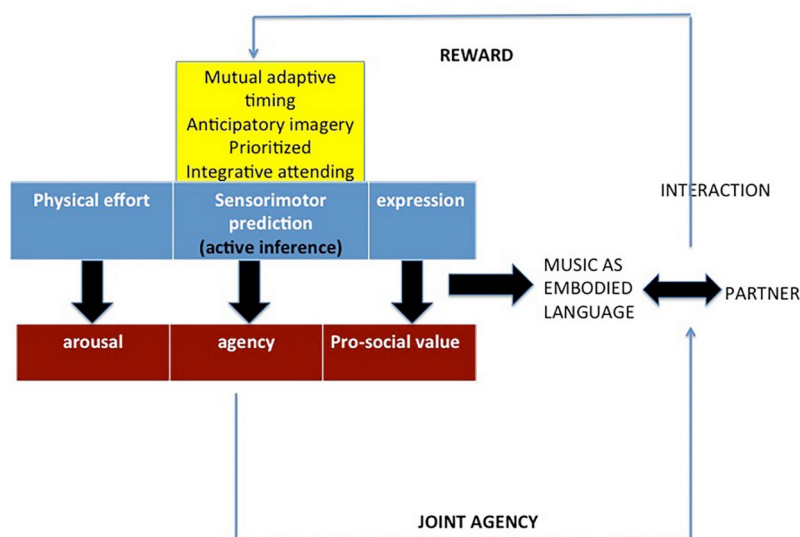 REWARD
Mutual adaptive
timing
Anticipatory imagery
Prioritized
Integrative attending
Physical effort
Sensorimotor
prediction
(active inference)
expression
INTERACTION
MUSIC AS
EMBODIED
LANGUAGE
PARTNER
arousal
agency
Pro-social value
JOINT AGENCY